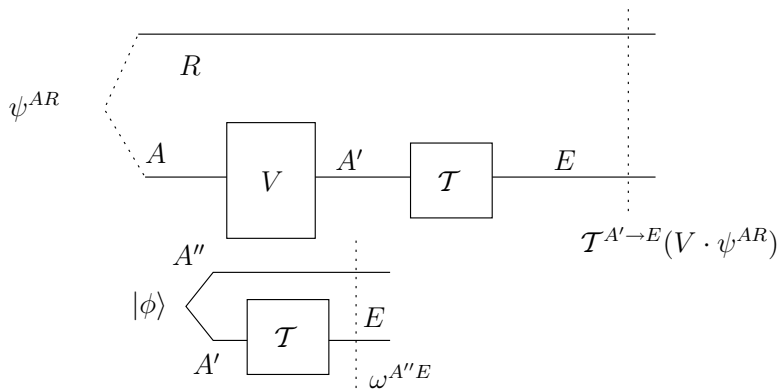 R
ψ^{AR}
A
V
A′
𝒯
E
𝒯^{A′→E}(V · ψ^{AR})
A″
|φ⟩
𝒯
E
A′
ω^{A″E}